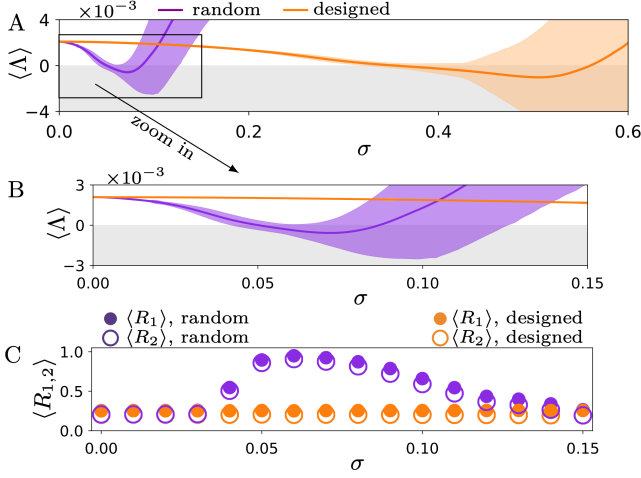 A
×10⁻³
random
designed
⟨Λ⟩
4
0
−4
0.0
0.2
0.4
0.6
σ
zoom in
B
×10⁻³
⟨Λ⟩
3
0
−3
0.00
0.05
0.10
0.15
σ
⟨R₁⟩, random
⟨R₁⟩, designed
⟨R₂⟩, random
⟨R₂⟩, designed
C
⟨R₁,₂⟩
1.0
0.5
0.0
0.00
0.05
0.10
0.15
σ